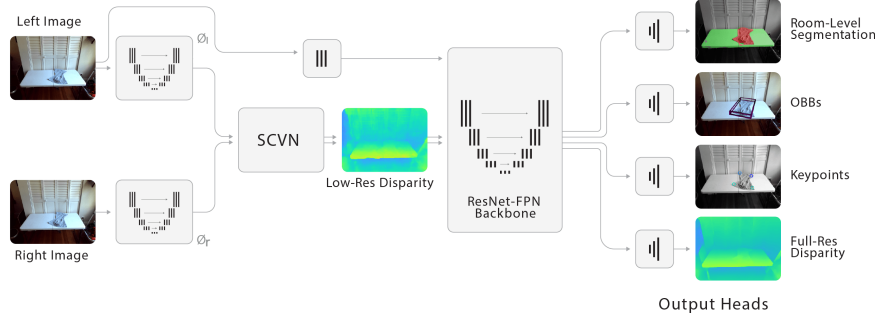 Left Image
Øl
Room-Level
Segmentation
OBBs
SCVN
Low-Res Disparity
ResNet-FPN
Backbone
Keypoints
Right Image
Ør
Full-Res
Disparity
Output Heads